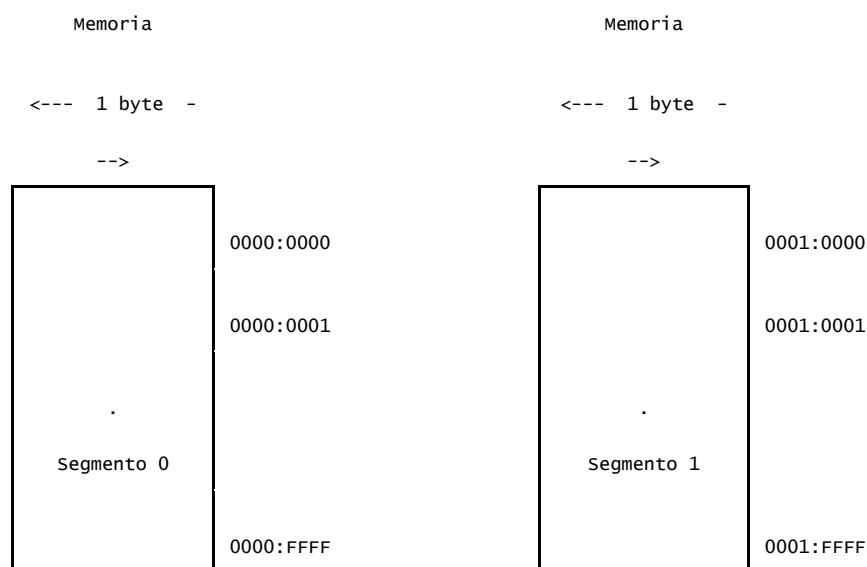 Memoria
<--- 1 byte -
-->
0000:0000
0000:0001
.
Segmento 0
0000:FFFF
Memoria
<--- 1 byte -
-->
0001:0000
0001:0001
.
Segmento 1
0001:FFFF